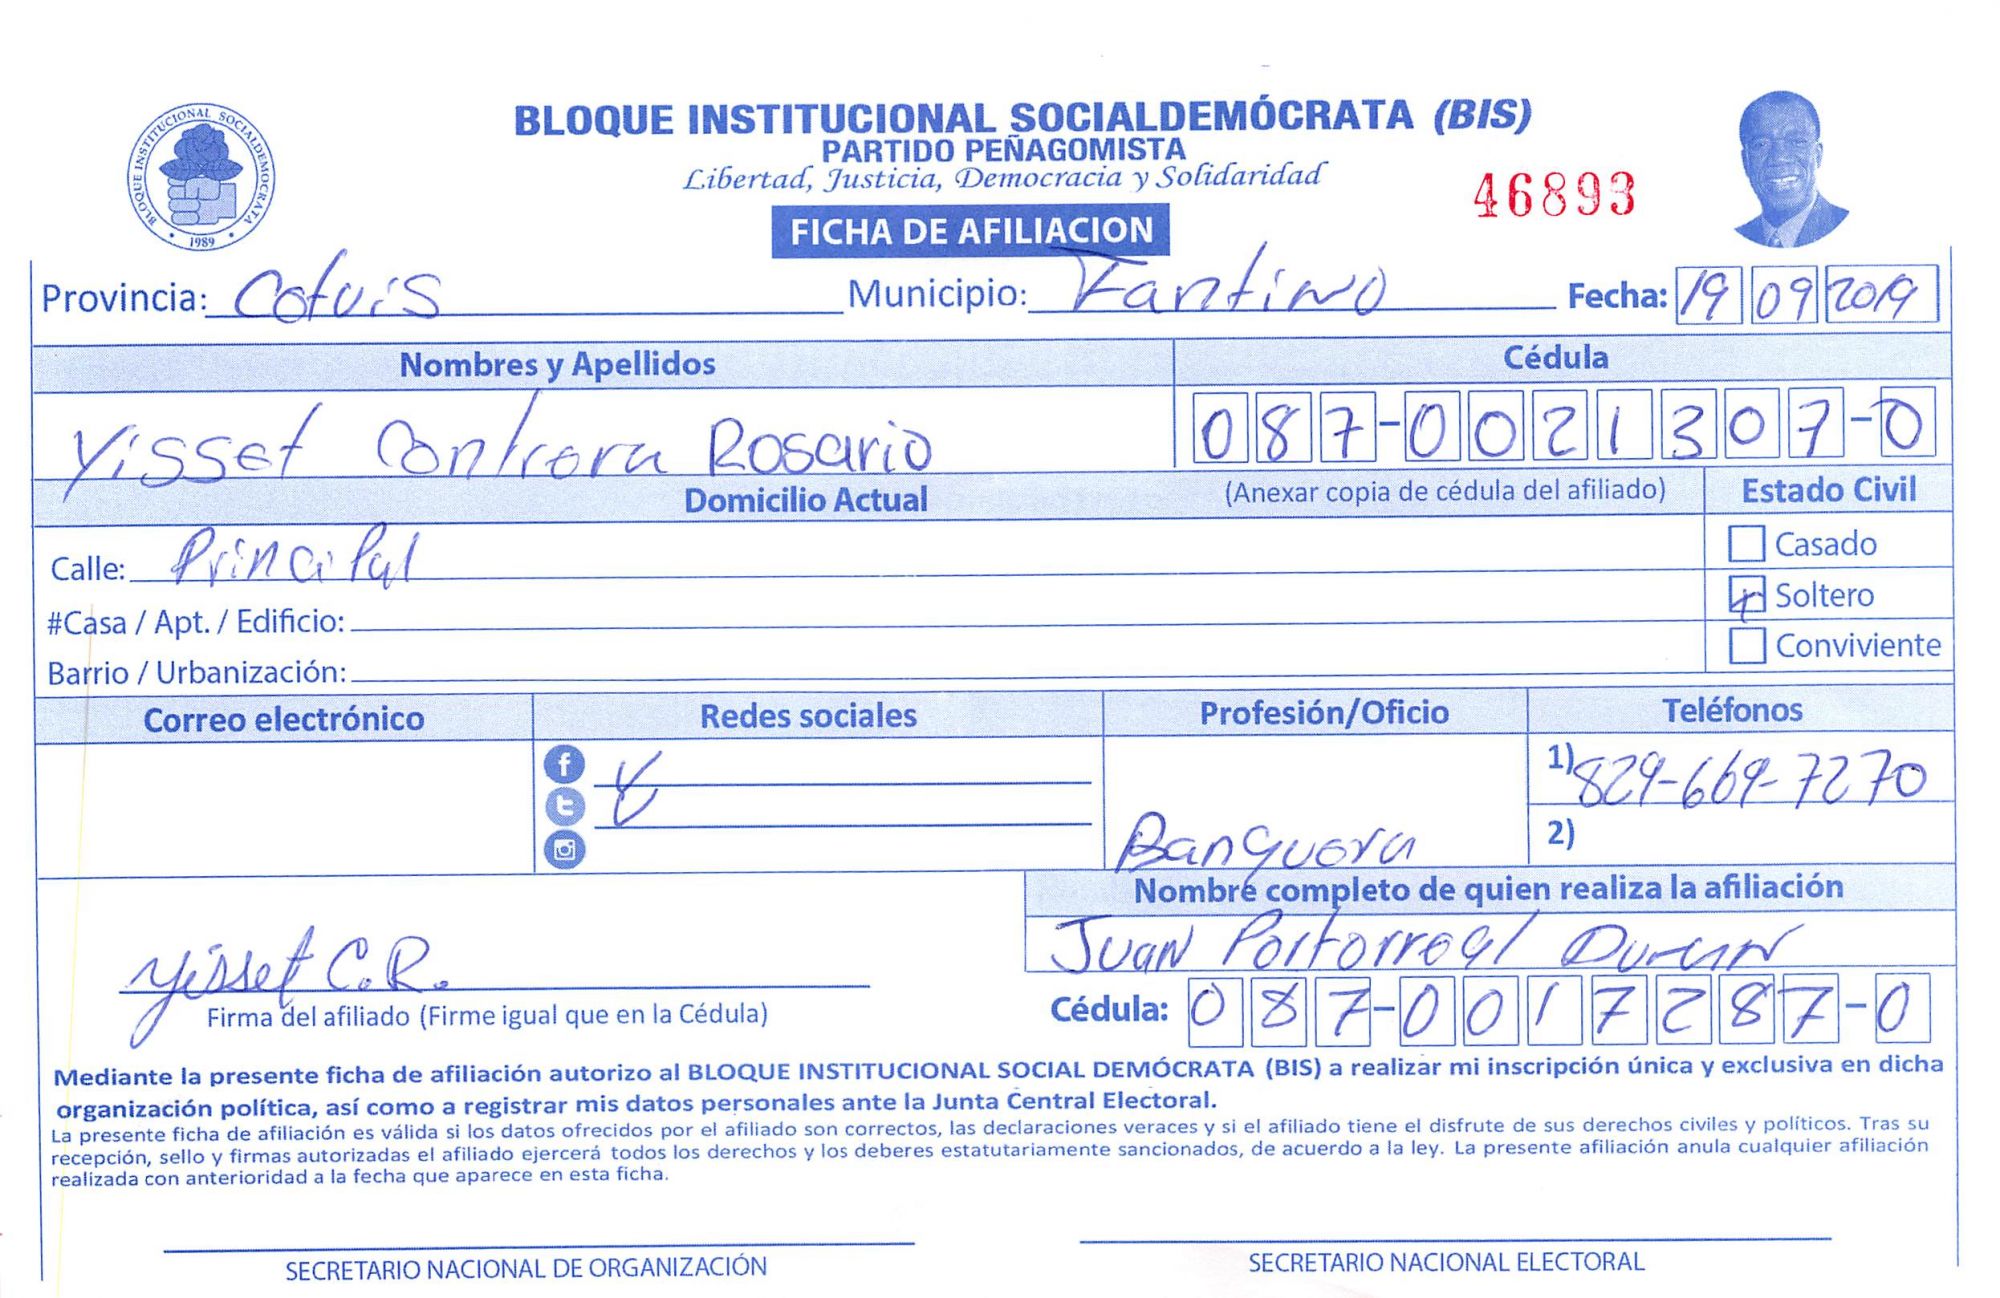 BLOQUE INSTITUCIONAL SOCIALDEMOCRATA
1989
BLOQUE INSTITUCIONAL SOCIALDEMÓCRATA (BIS)
PARTIDO PEÑAGOMISTA
Libertad, Justicia, Democracia y Solidaridad
46893
FICHA DE AFILIACION
Provincia: Cotuis Municipio: Fantino Fecha: 19 09 2019
Nombres y Apellidos Cédula
Yisset Contrera Rosario 087-0021307-0
Domicilio Actual (Anexar copia de cédula del afiliado) Estado Civil
Calle: Principal Casado
#Casa / Apt. / Edificio: Soltero
Barrio / Urbanización: Conviviente
Correo electrónico Redes sociales Profesión/Oficio Teléfonos
1) 829-669-7270
Banquera 2)
Nombre completo de quien realiza la afiliación
Juan Portorreal Duran
Yisset C.R.
Firma del afiliado (Firme igual que en la Cédula) Cédula: 087-0017287-0
Mediante la presente ficha de afiliación autorizo al BLOQUE INSTITUCIONAL SOCIAL DEMÓCRATA (BIS) a realizar mi inscripción única y exclusiva en dicha
organización política, así como a registrar mis datos personales ante la Junta Central Electoral.
La presente ficha de afiliación es válida si los datos ofrecidos por el afiliado son correctos, las declaraciones veraces y si el afiliado tiene el disfrute de sus derechos civiles y políticos. Tras su
recepción, sello y firmas autorizadas el afiliado ejercerá todos los derechos y los deberes estatutariamente sancionados, de acuerdo a la ley. La presente afiliación anula cualquier afiliación
realizada con anterioridad a la fecha que aparece en esta ficha.
SECRETARIO NACIONAL DE ORGANIZACIÓN SECRETARIO NACIONAL ELECTORAL